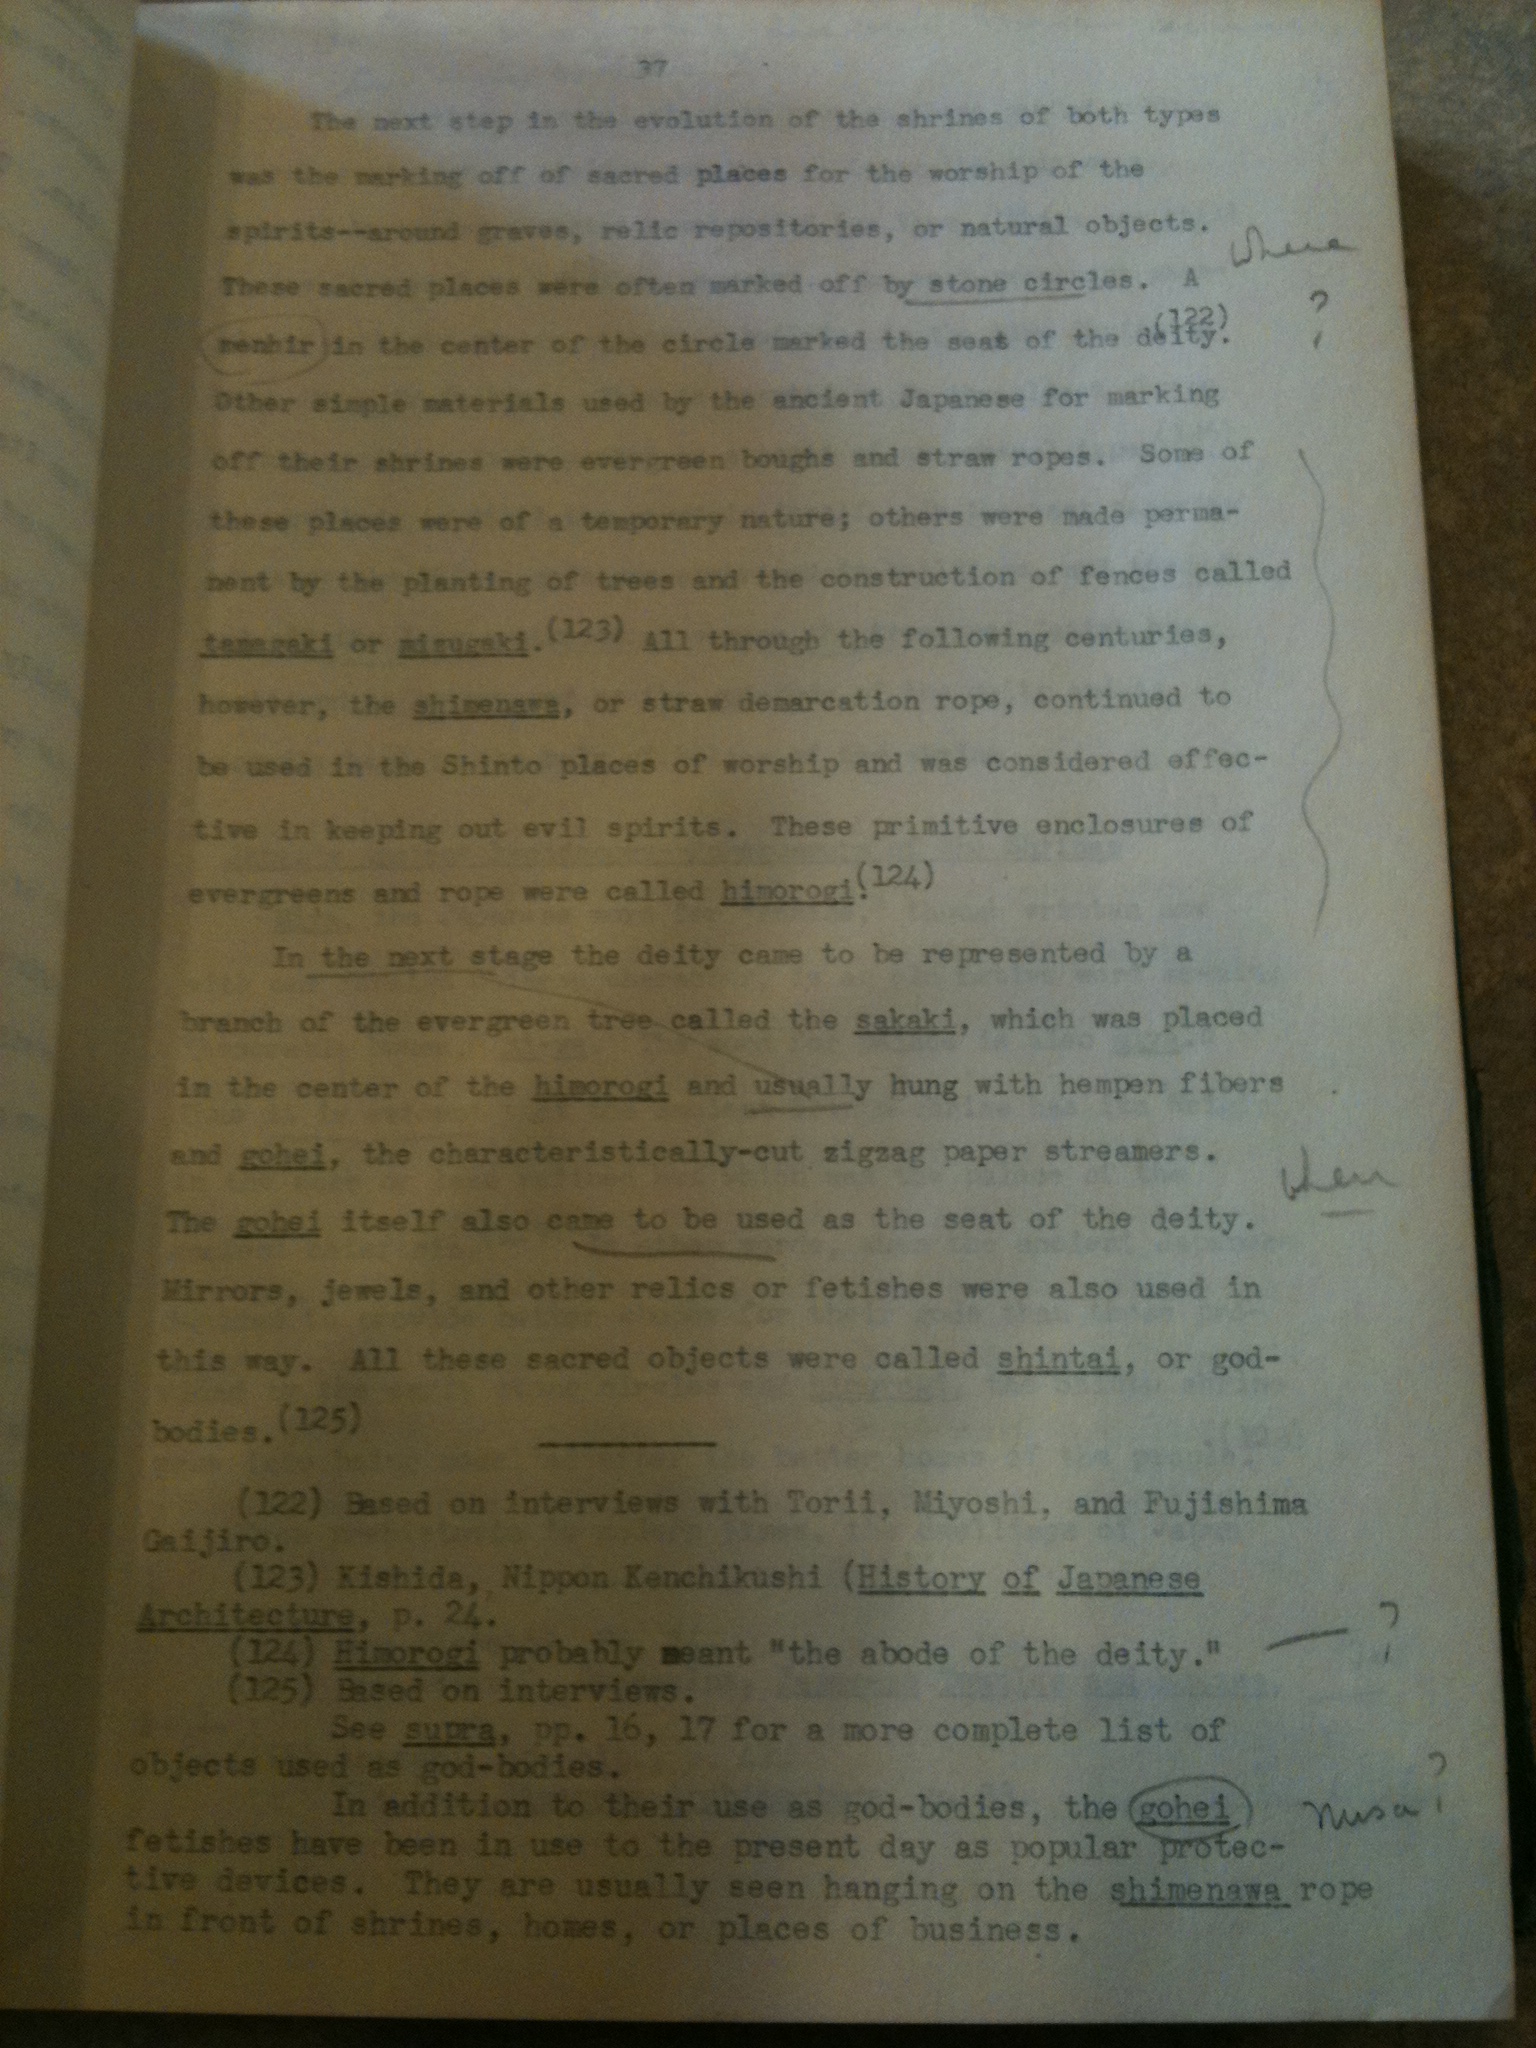 37
The next step in the evolution of the shrines of both types
was the marking off of sacred places for the worship of the
spirits--around graves, relic repositories, or natural objects.
where
These sacred places were often marked off by stone circles. A
?
menhir in the center of the circle marked the seat of the deity.(122)
Other simple materials used by the ancient Japanese for marking
off their shrines were evergreen boughs and straw ropes. Some of
these places were of a temporary nature; others were made perma-
nent by the planting of trees and the construction of fences called
tamagaki or mizugaki.(123) All through the following centuries,
however, the shimenawa, or straw demarcation rope, continued to
be used in the Shinto places of worship and was considered effec-
tive in keeping out evil spirits. These primitive enclosures of
evergreens and rope were called himorogi.(124)
In the next stage the deity came to be represented by a
branch of the evergreen tree called the sakaki, which was placed
in the center of the himorogi and usually hung with hempen fibers
and gohei, the characteristically-cut zigzag paper streamers.
when
The gohei itself also came to be used as the seat of the deity.
Mirrors, jewels, and other relics or fetishes were also used in
this way. All these sacred objects were called shintai, or god-
bodies.(125)
(122) Based on interviews with Torii, Miyoshi, and Fujishima
Gaijiro.
(123) Kishida, Nippon Kenchikushi (History of Japanese
Architecture, p. 24.
(124) Himorogi probably meant "the abode of the deity." — ?
(125) Based on interviews.
See supra, pp. 16, 17 for a more complete list of
objects used as god-bodies.
In addition to their use as god-bodies, the gohei nusa?
fetishes have been in use to the present day as popular protec-
tive devices. They are usually seen hanging on the shimenawa rope
in front of shrines, homes, or places of business.